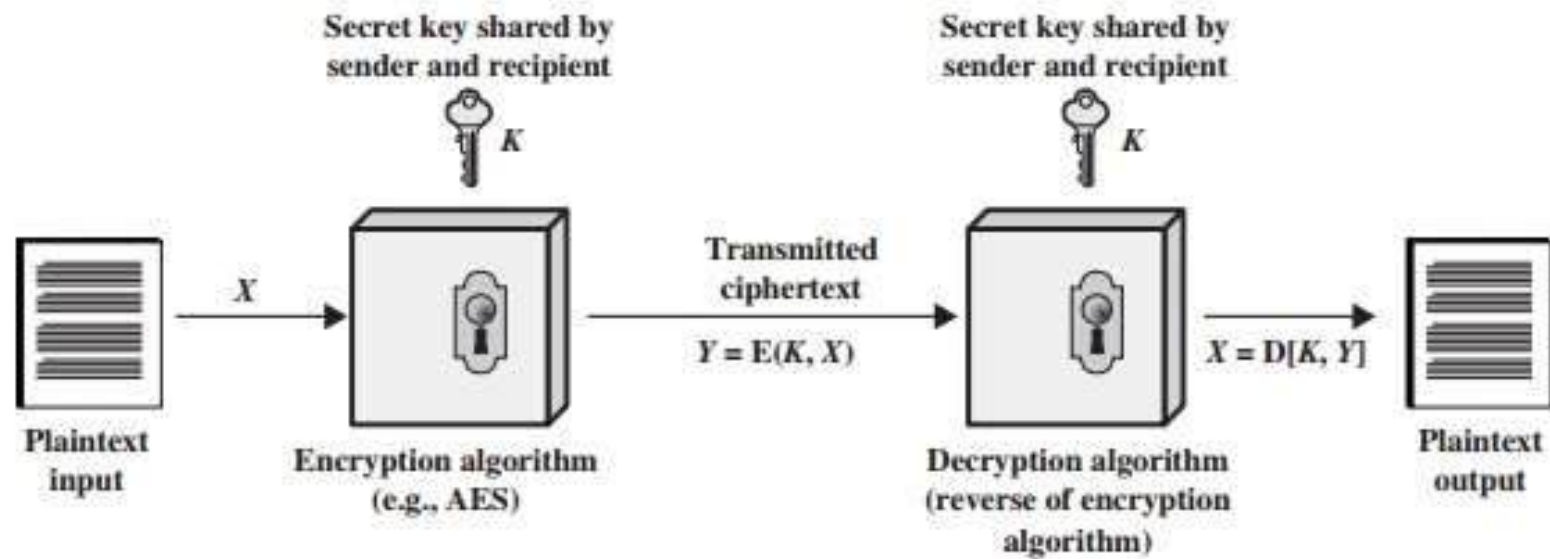 Secret key shared by
sender and recipient
K
Secret key shared by
sender and recipient
K
X
Transmitted
ciphertext
Y = E(K, X)
X = D[K, Y]
Plaintext
input
Encryption algorithm
(e.g., AES)
Decryption algorithm
(reverse of encryption
algorithm)
Plaintext
output